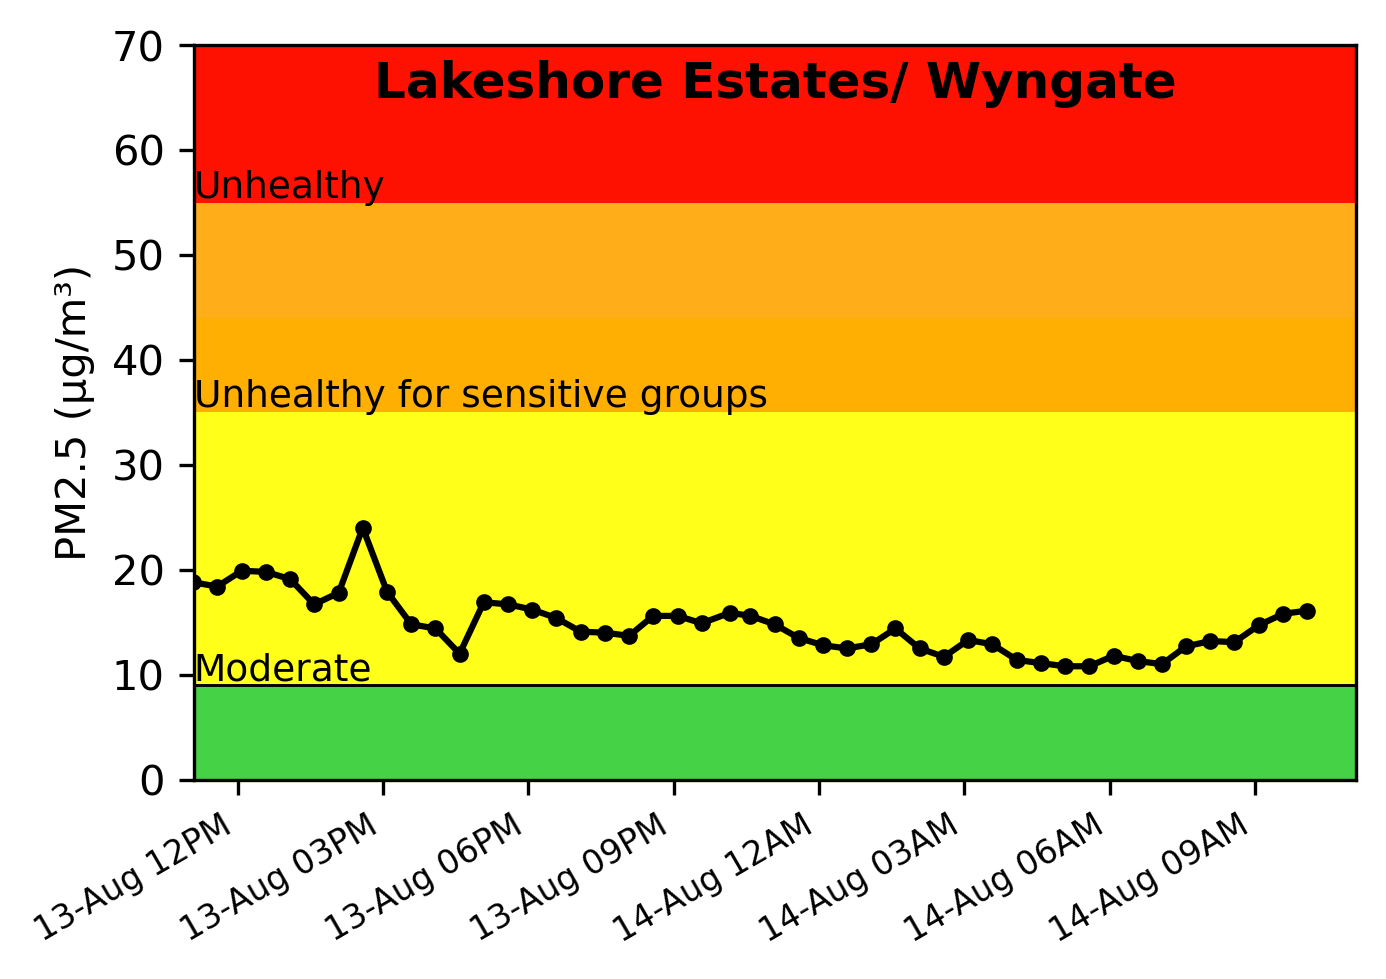 Lakeshore Estates/ Wyngate
PM2.5 (µg/m³)
70
60
50
40
30
20
10
0
Unhealthy
Unhealthy for sensitive groups
Moderate
13-Aug 12PM
13-Aug 03PM
13-Aug 06PM
13-Aug 09PM
14-Aug 12AM
14-Aug 03AM
14-Aug 06AM
14-Aug 09AM